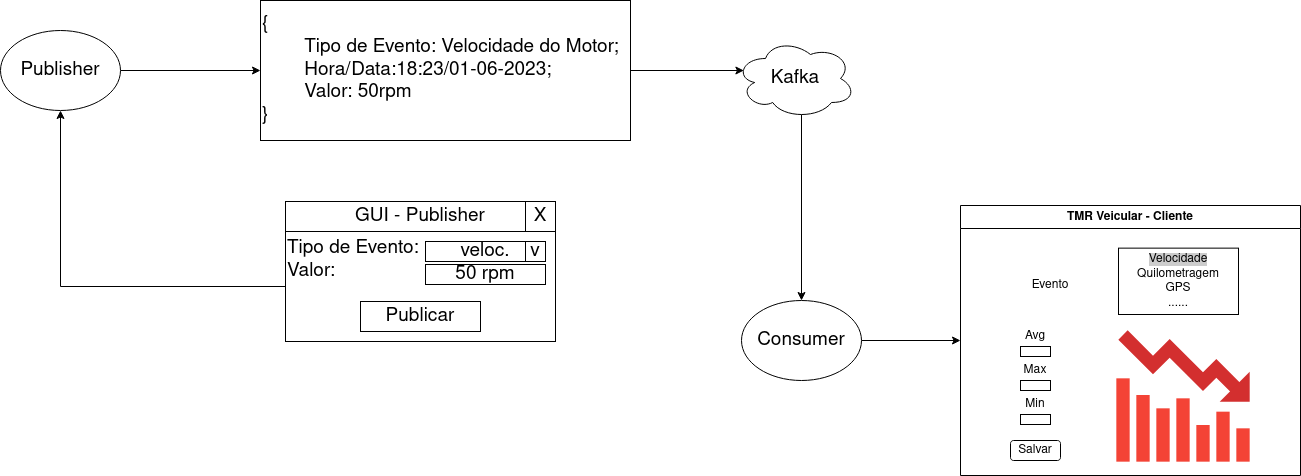 {
Tipo de Evento: Velocidade do Motor;
Publisher
Hora/Data:18:23/01-06-2023;
Kafka
Valor: 50rpm
}
GUI - Publisher
X
Tipo de Evento:
veloc.
v
Valor:
50 rpm
Publicar
Consumer
TMR Veicular - Cliente
Evento
Velocidade
Quilometragem
GPS
......
Avg
Max
Min
Salvar